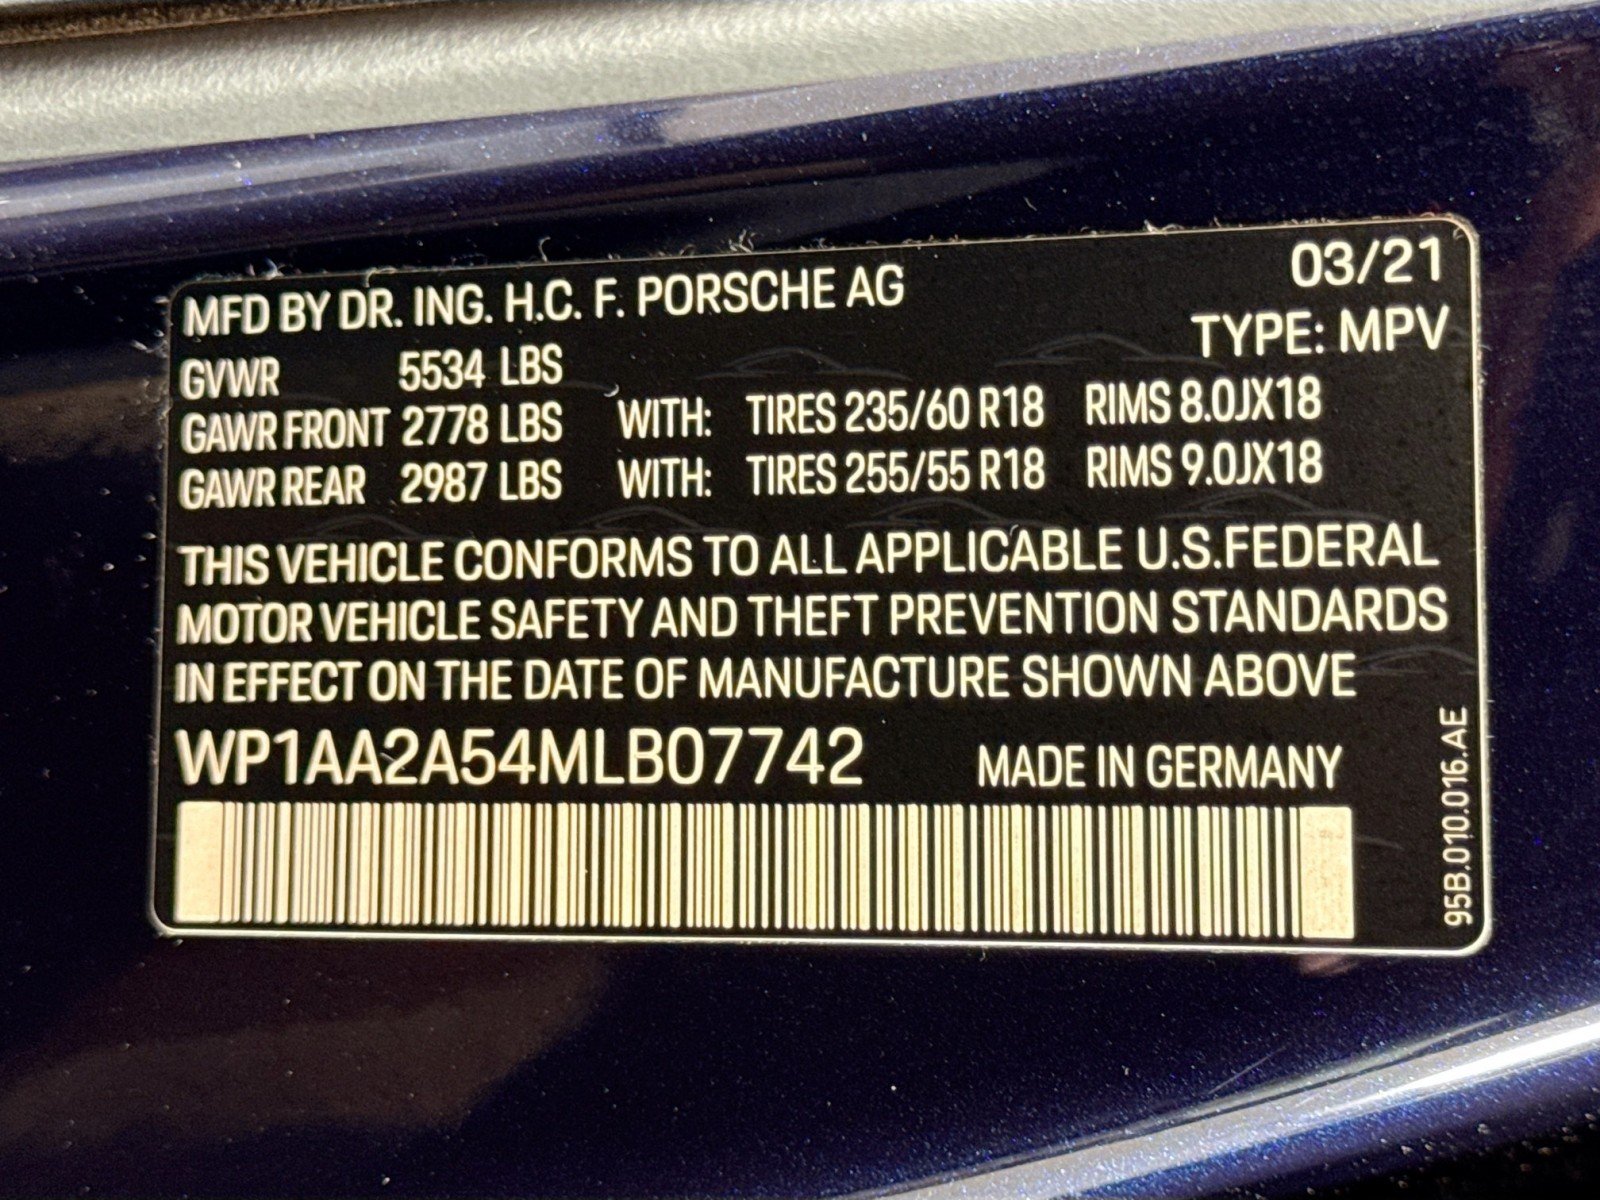 MFD BY DR. ING. H.C. F. PORSCHE AG 03/21
TYPE: MPV
GVWR 5534 LBS
GAWR FRONT 2778 LBS WITH: TIRES 235/60 R18 RIMS 8.0JX18
GAWR REAR 2987 LBS WITH: TIRES 255/55 R18 RIMS 9.0JX18
THIS VEHICLE CONFORMS TO ALL APPLICABLE U.S.FEDERAL
MOTOR VEHICLE SAFETY AND THEFT PREVENTION STANDARDS
IN EFFECT ON THE DATE OF MANUFACTURE SHOWN ABOVE
WP1AA2A54MLB07742 MADE IN GERMANY
95B.010.016.AE